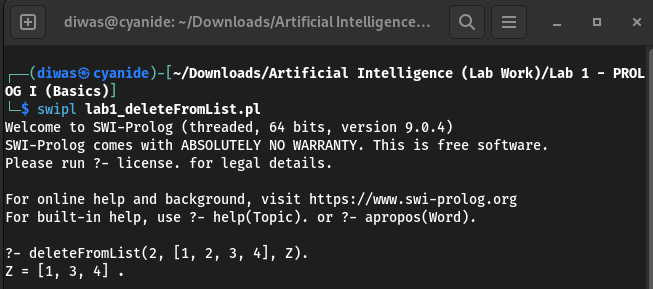 diwas@cyanide: ~/Downloads/Artificial Intelligence...
┌──(diwas㉿cyanide)-[~/Downloads/Artificial Intelligence (Lab Work)/Lab 1 - PROL
OG I (Basics)]
└─$ swipl lab1_deleteFromList.pl
Welcome to SWI-Prolog (threaded, 64 bits, version 9.0.4)
SWI-Prolog comes with ABSOLUTELY NO WARRANTY. This is free software.
Please run ?- license. for legal details.
For online help and background, visit https://www.swi-prolog.org
For built-in help, use ?- help(Topic). or ?- apropos(Word).
?- deleteFromList(2, [1, 2, 3, 4], Z).
Z = [1, 3, 4] .